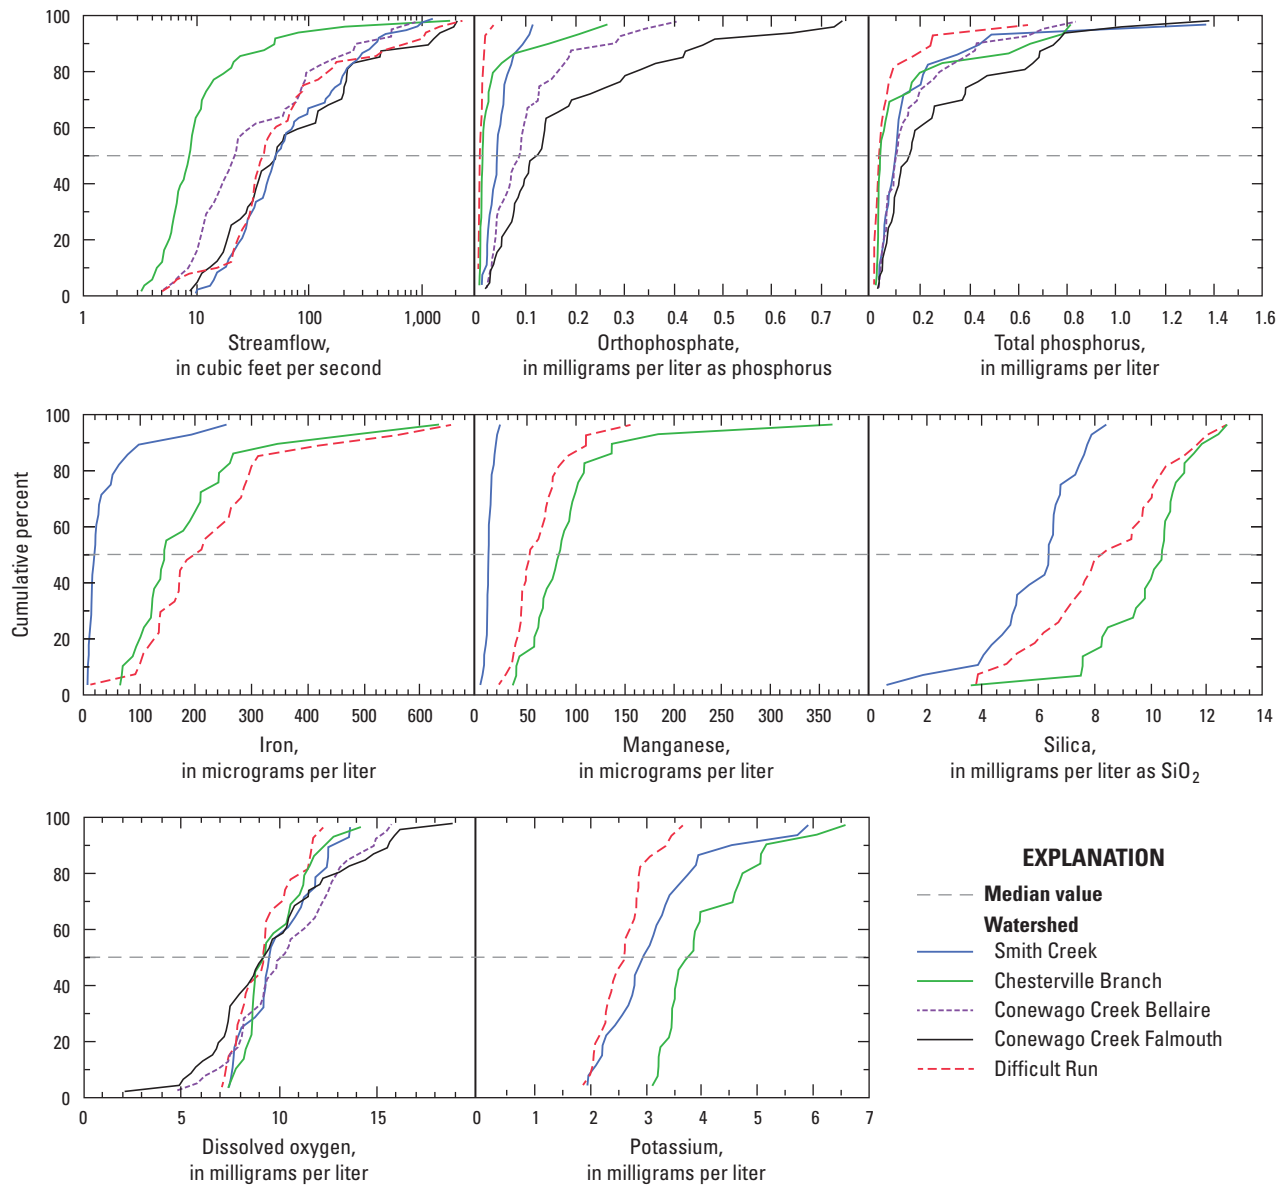 100
80
60
40
20
0
1 10 100 1,000
0 0.1 0.2 0.3 0.4 0.5 0.6 0.7
0 0.2 0.4 0.6 0.8 1.0 1.2 1.4 1.6
Streamflow,
in cubic feet per second
Orthophosphate,
in milligrams per liter as phosphorus
Total phosphorus,
in milligrams per liter
Cumulative percent
100
80
60
40
20
0
0 100 200 300 400 500 600
0 50 100 150 200 250 300 350
0 2 4 6 8 10 12 14
Iron,
in micrograms per liter
Manganese,
in micrograms per liter
Silica,
in milligrams per liter as SiO₂
100
80
60
40
20
0
0 5 10 15
0 1 2 3 4 5 6 7
Dissolved oxygen,
in milligrams per liter
Potassium,
in milligrams per liter
EXPLANATION
Median value
Watershed
Smith Creek
Chesterville Branch
Conewago Creek Bellaire
Conewago Creek Falmouth
Difficult Run